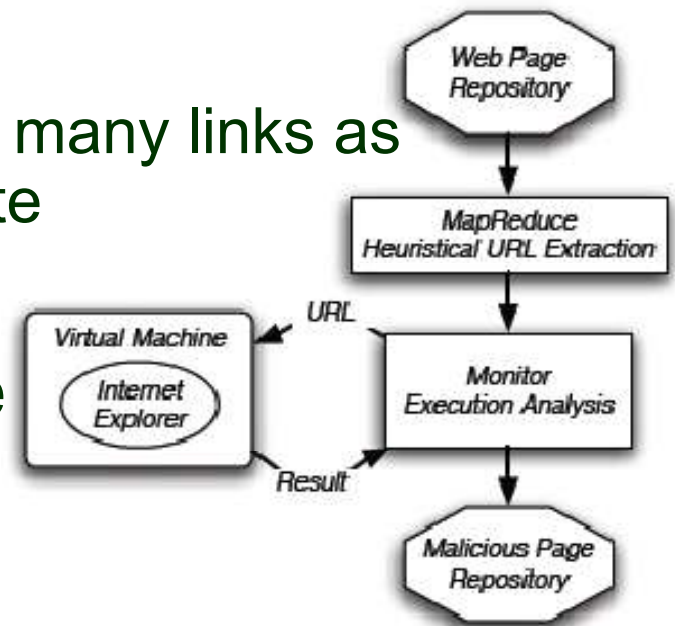 many links as
te
e
Web Page
Repository
MapReduce
Heuristical URL Extraction
URL
Virtual Machine
Internet
Explorer
Monitor
Execution Analysis
Result
Malicious Page
Repository